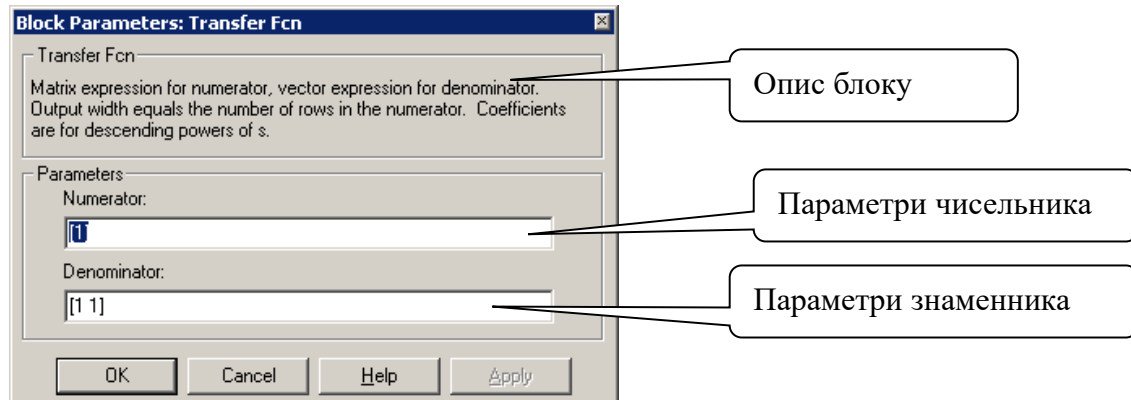 Block Parameters: Transfer Fcn
Transfer Fcn
Matrix expression for numerator, vector expression for denominator.
Output width equals the number of rows in the numerator. Coefficients
are for descending powers of s.
Опис блоку
Parameters
Numerator:
[1]
Параметри чисельника
Denominator:
[1 1]
Параметри знаменника
OK Cancel Help Apply